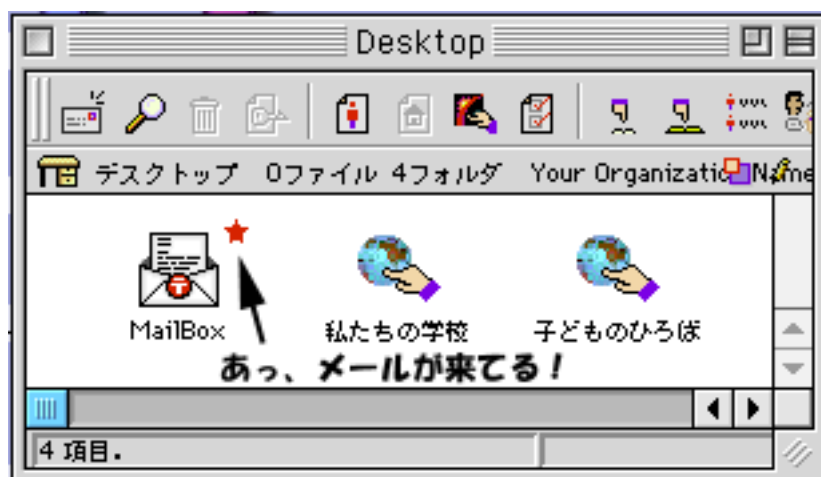 Desktop
デスクトップ 0ファイル 4フォルダ Your Organization Name
MailBox 私たちの学校 子どものひろば
あっ、メールが来てる!
4 項目.